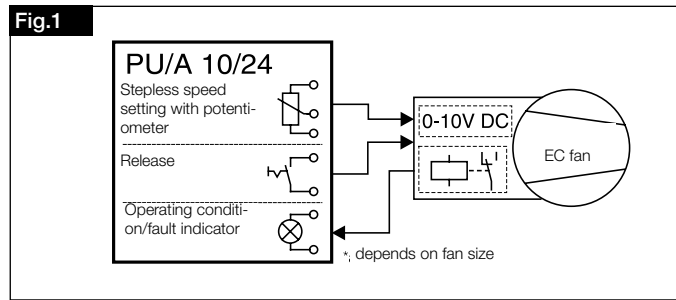 Fig.1
PU/A 10/24
Stepless speed
setting with potenti-
ometer
Release
Operating conditi-
on/fault indicator
0-10V DC
EC fan
*, depends on fan size